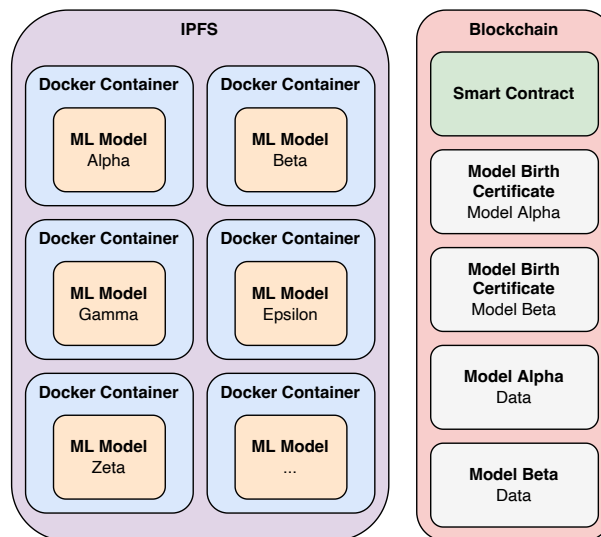 IPFS
Docker Container
ML Model
Alpha
Docker Container
ML Model
Beta
Docker Container
ML Model
Gamma
Docker Container
ML Model
Epsilon
Docker Container
ML Model
Zeta
Docker Container
ML Model
...
Blockchain
Smart Contract
Model Birth
Certificate
Model Alpha
Model Birth
Certificate
Model Beta
Model Alpha
Data
Model Beta
Data